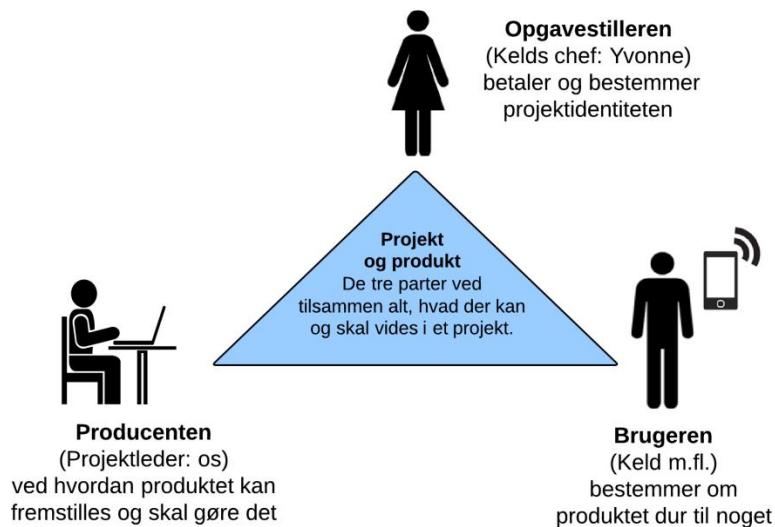 Opgavestilleren
(Kelds chef: Yvonne)
betaler og bestemmer
projektidentiteten
Projekt
og produkt
De tre parter ved
tilsammen alt, hvad der kan
og skal vides i et projekt.
Producenten
(Projektleder: os)
ved hvordan produktet kan
fremstilles og skal gøre det
Brugeren
(Keld m.fl.)
bestemmer om
produktet dur til noget